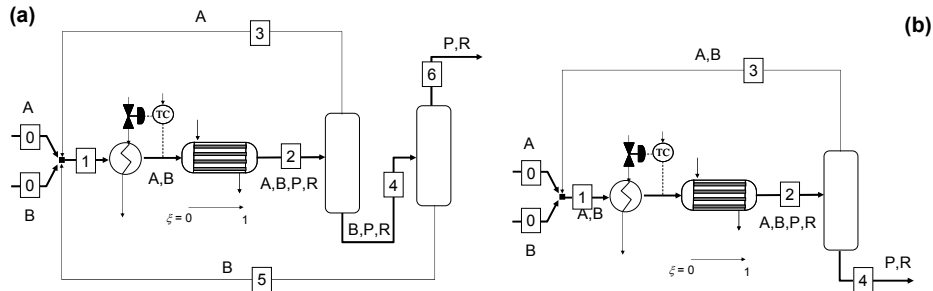 (a)
A
3
P,R
6
A
0
TC
1
2
0
A,B
A,B,P,R
4
B
ξ = 0
1
B,P,R
B
5
(b)
A,B
3
A
0
TC
1
2
0
A,B
A,B,P,R
B
ξ = 0
1
P,R
4